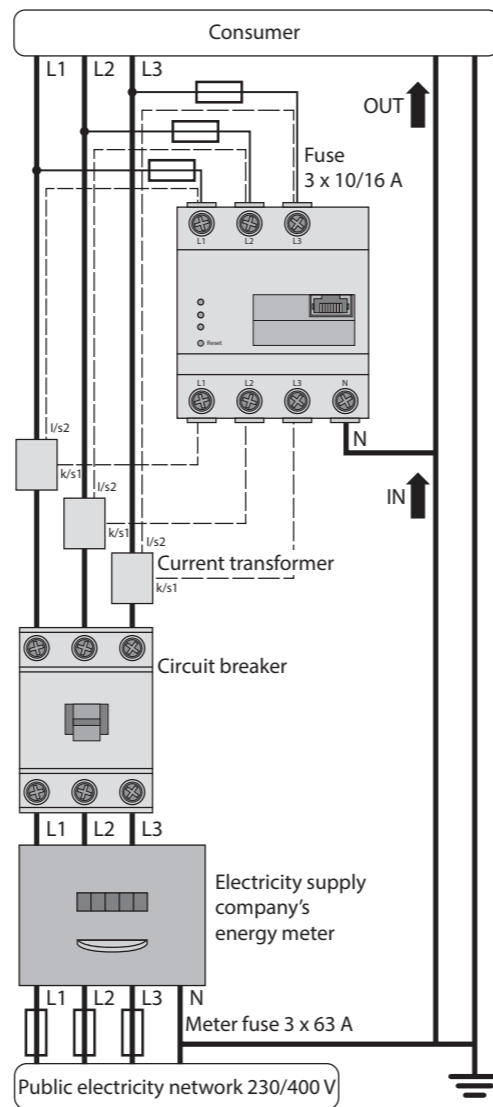 Consumer
L1 L2 L3
OUT
Fuse
3 x 10/16 A
L1 L2 L3
Reset
L1 L2 L3 N
N
l/s2
k/s1
IN
l/s2
k/s1
l/s2
Current transformer
k/s1
Circuit breaker
L1 L2 L3
Electricity supply
company’s
energy meter
L1 L2 L3 N
Meter fuse 3 x 63 A
Public electricity network 230/400 V